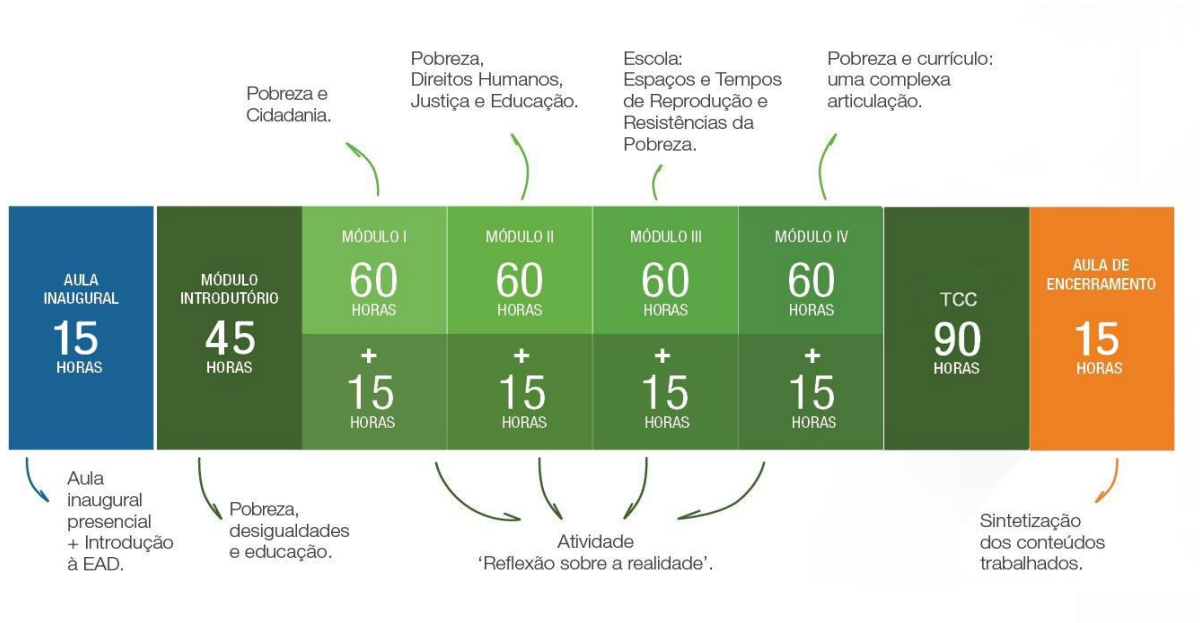 Pobreza e
Cidadania.
Pobreza,
Direitos Humanos,
Justiça e Educação.
Escola:
Espaços e Tempos
de Reprodução e
Resistências da
Pobreza.
Pobreza e currículo:
uma complexa
articulação.
AULA
INAUGURAL
15
HORAS
MÓDULO
INTRODUTÓRIO
45
HORAS
MÓDULO I
60
HORAS
+
15
HORAS
MÓDULO II
60
HORAS
+
15
HORAS
MÓDULO III
60
HORAS
+
15
HORAS
MÓDULO IV
60
HORAS
+
15
HORAS
TCC
90
HORAS
AULA DE
ENCERRAMENTO
15
HORAS
Aula
inaugural
presencial
+ Introdução
à EAD.
Pobreza,
desigualdades
e educação.
Atividade
‘Reflexão sobre a realidade’.
Sintetização
dos conteúdos
trabalhados.